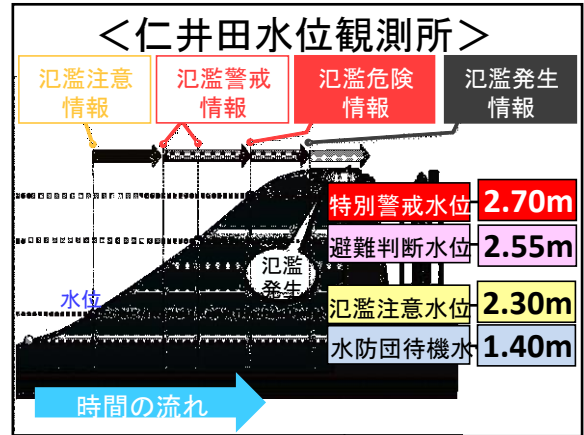 ＜仁井田水位観測所＞
氾濫注意
情報
氾濫警戒
情報
氾濫危険
情報
氾濫発生
情報
特別警戒水位
2.70m
避難判断水位
2.55m
氾濫
発生
水位
氾濫注意水位
2.30m
水防団待機水
1.40m
時間の流れ